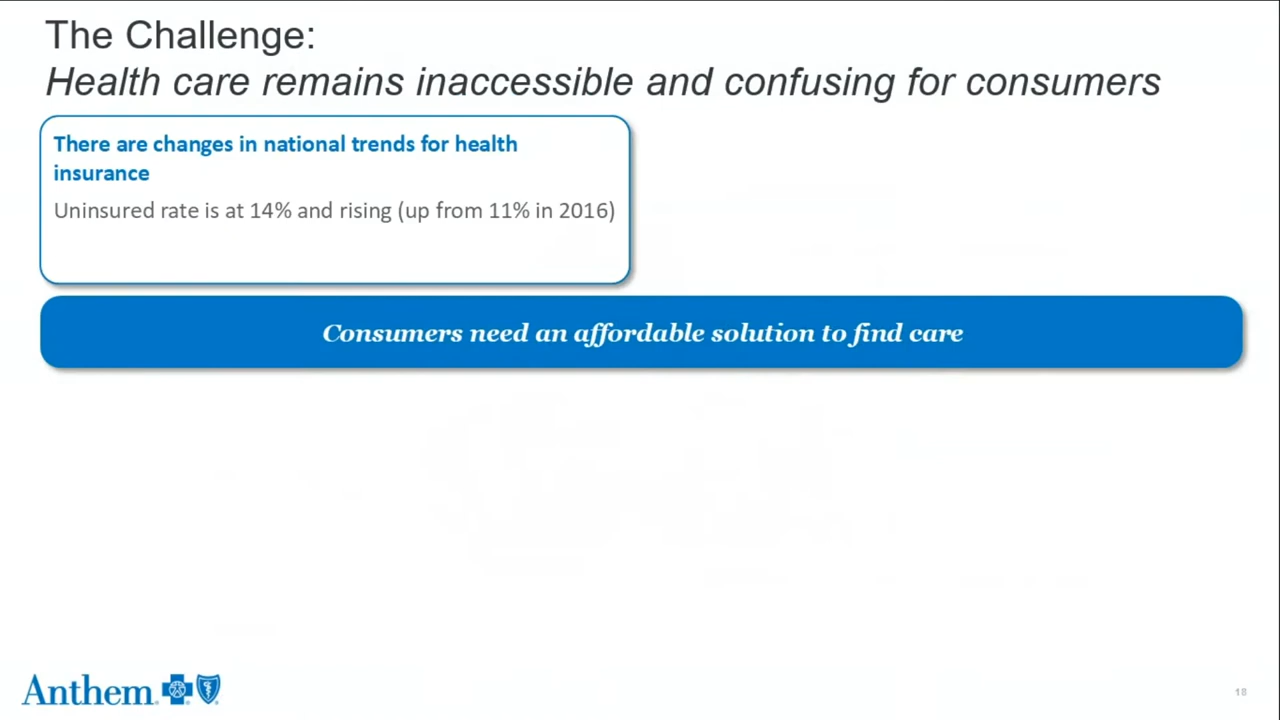 The Challenge:
Health care remains inaccessible and confusing for consumers
There are changes in national trends for health
insurance
Uninsured rate is at 14% and rising (up from 11% in 2016)
Consumers need an affordable solution to find care
Anthem
18